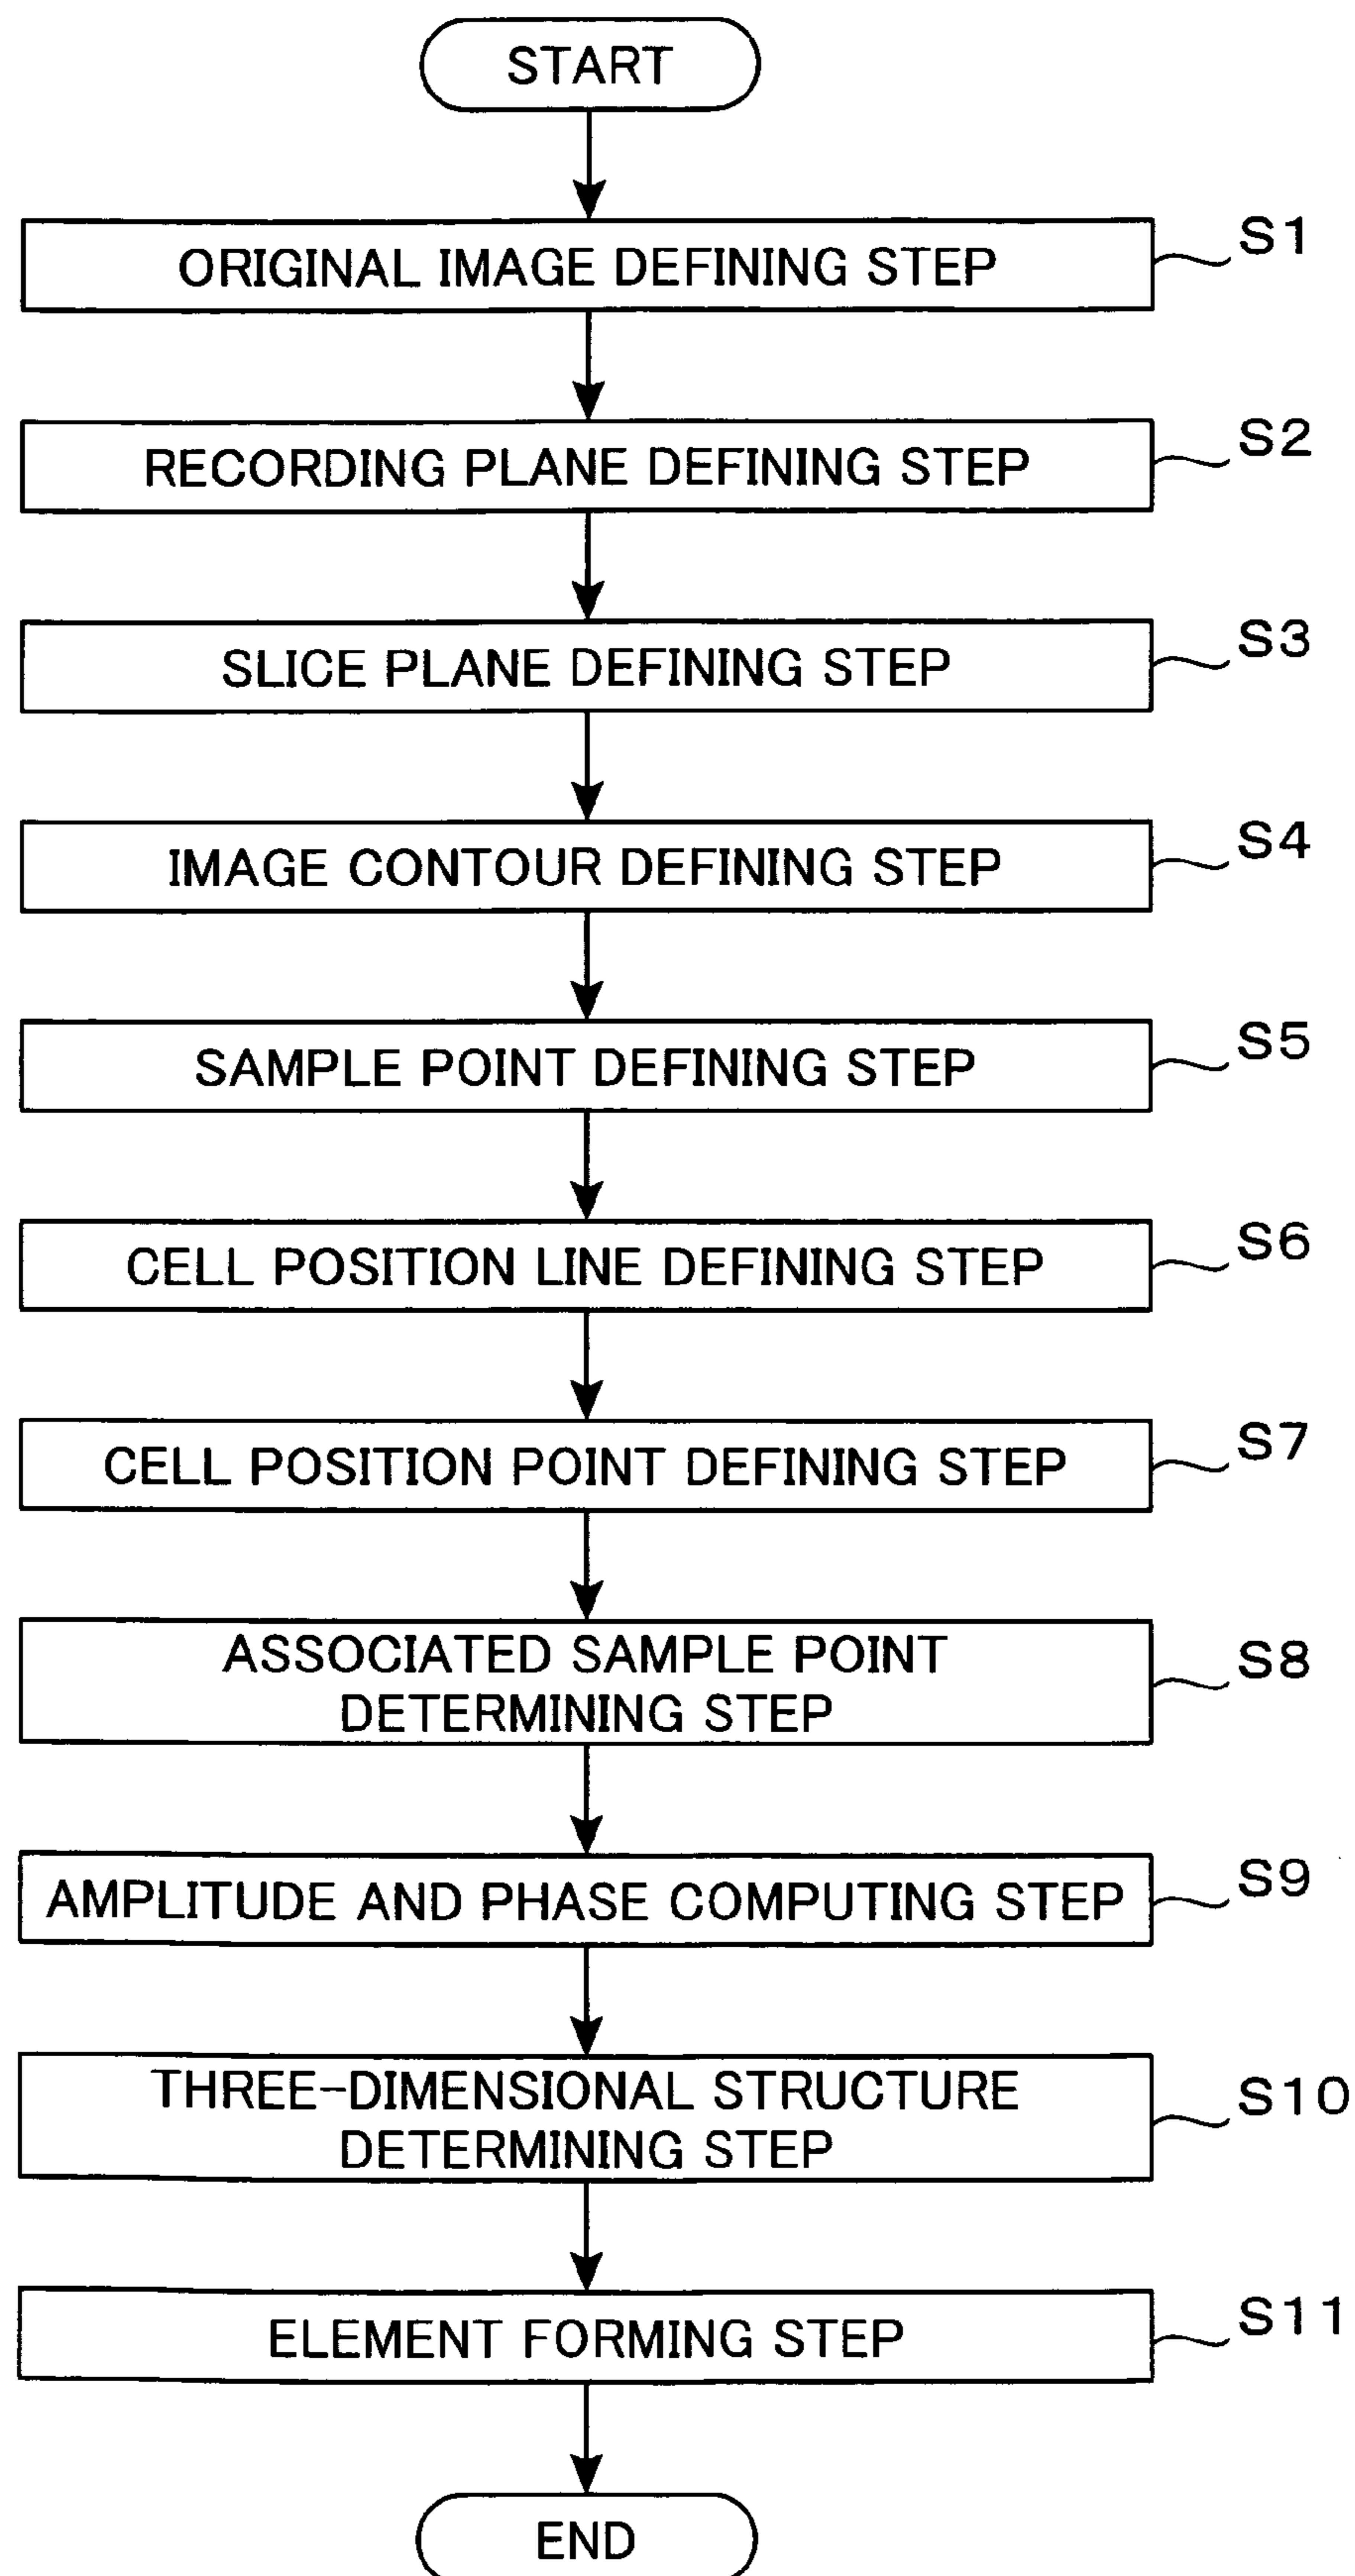 START
ORIGINAL IMAGE DEFINING STEP
S1
RECORDING PLANE DEFINING STEP
S2
SLICE PLANE DEFINING STEP
S3
IMAGE CONTOUR DEFINING STEP
S4
SAMPLE POINT DEFINING STEP
S5
CELL POSITION LINE DEFINING STEP
S6
CELL POSITION POINT DEFINING STEP
S7
ASSOCIATED SAMPLE POINT
DETERMINING STEP
S8
AMPLITUDE AND PHASE COMPUTING STEP
S9
THREE-DIMENSIONAL STRUCTURE
DETERMINING STEP
S10
ELEMENT FORMING STEP
S11
END